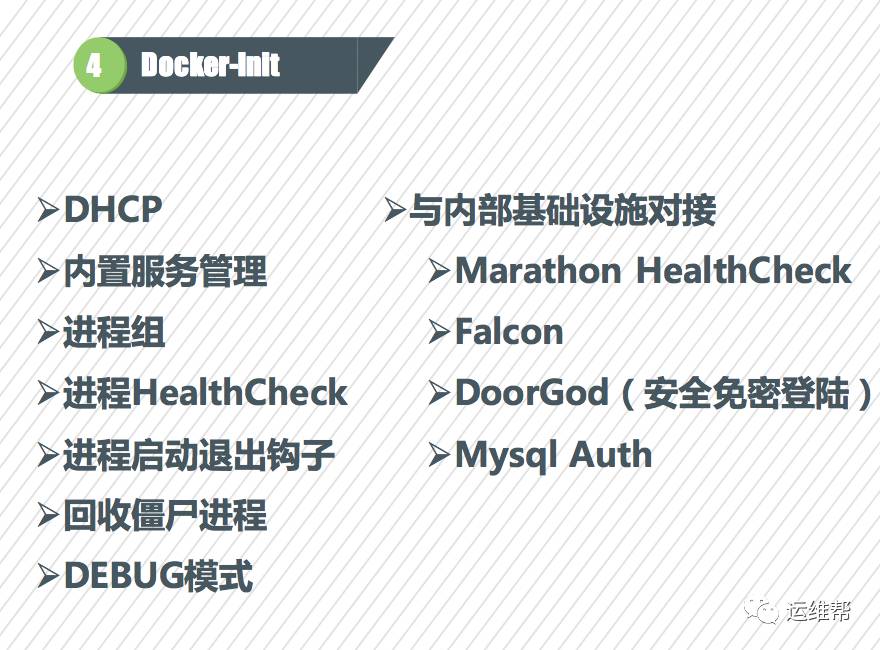 4 Docker-Init
➢DHCP
➢内置服务管理
➢进程组
➢进程HealthCheck
➢进程启动退出钩子
➢回收僵尸进程
➢DEBUG模式
➢与内部基础设施对接
➢Marathon HealthCheck
➢Falcon
➢DoorGod（安全免密登陆）
➢Mysql Auth
运维帮